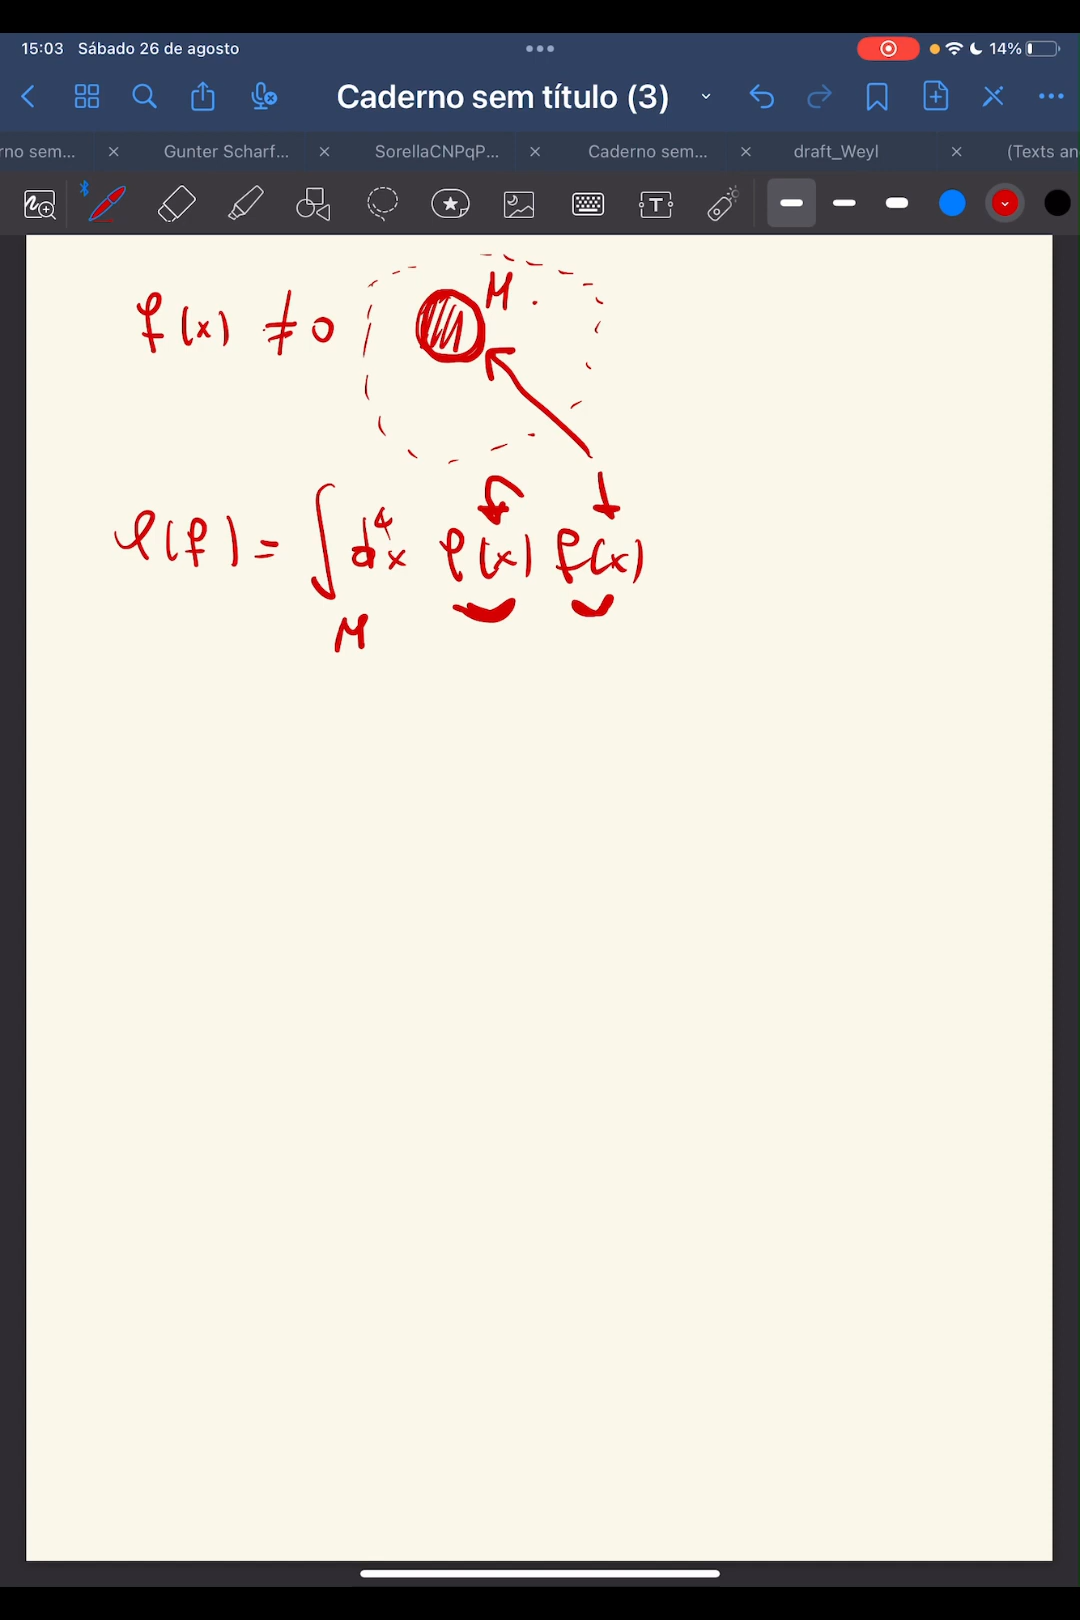 15:03 Sábado 26 de agosto
14%
Caderno sem título (3)
rno sem... Gunter Scharf... SorellaCNPqP... Caderno sem... draft_Weyl (Texts an
T
f(x) ≠ 0
M
φ(f) = ∫ d⁴x φ(x) f(x)
M